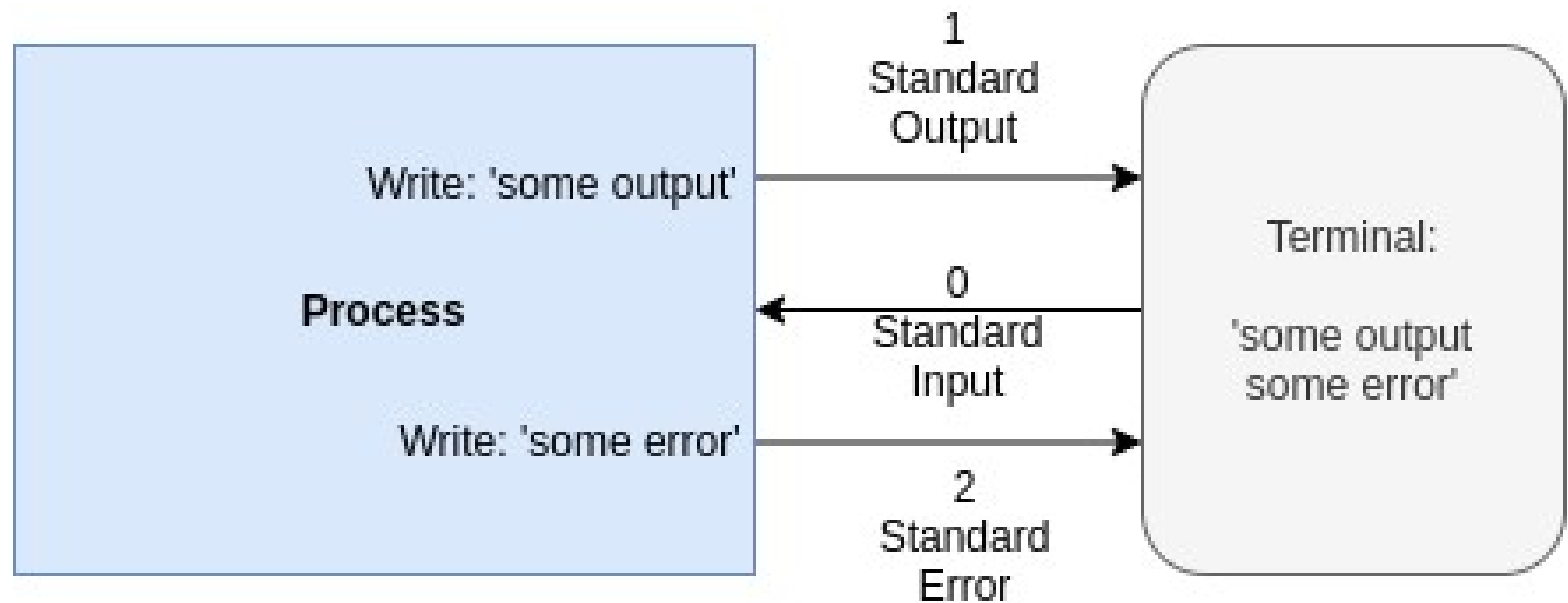 1
Standard
Output
Write: 'some output'
Process
0
Standard
Input
Write: 'some error'
2
Standard
Error
Terminal:
'some output
some error'